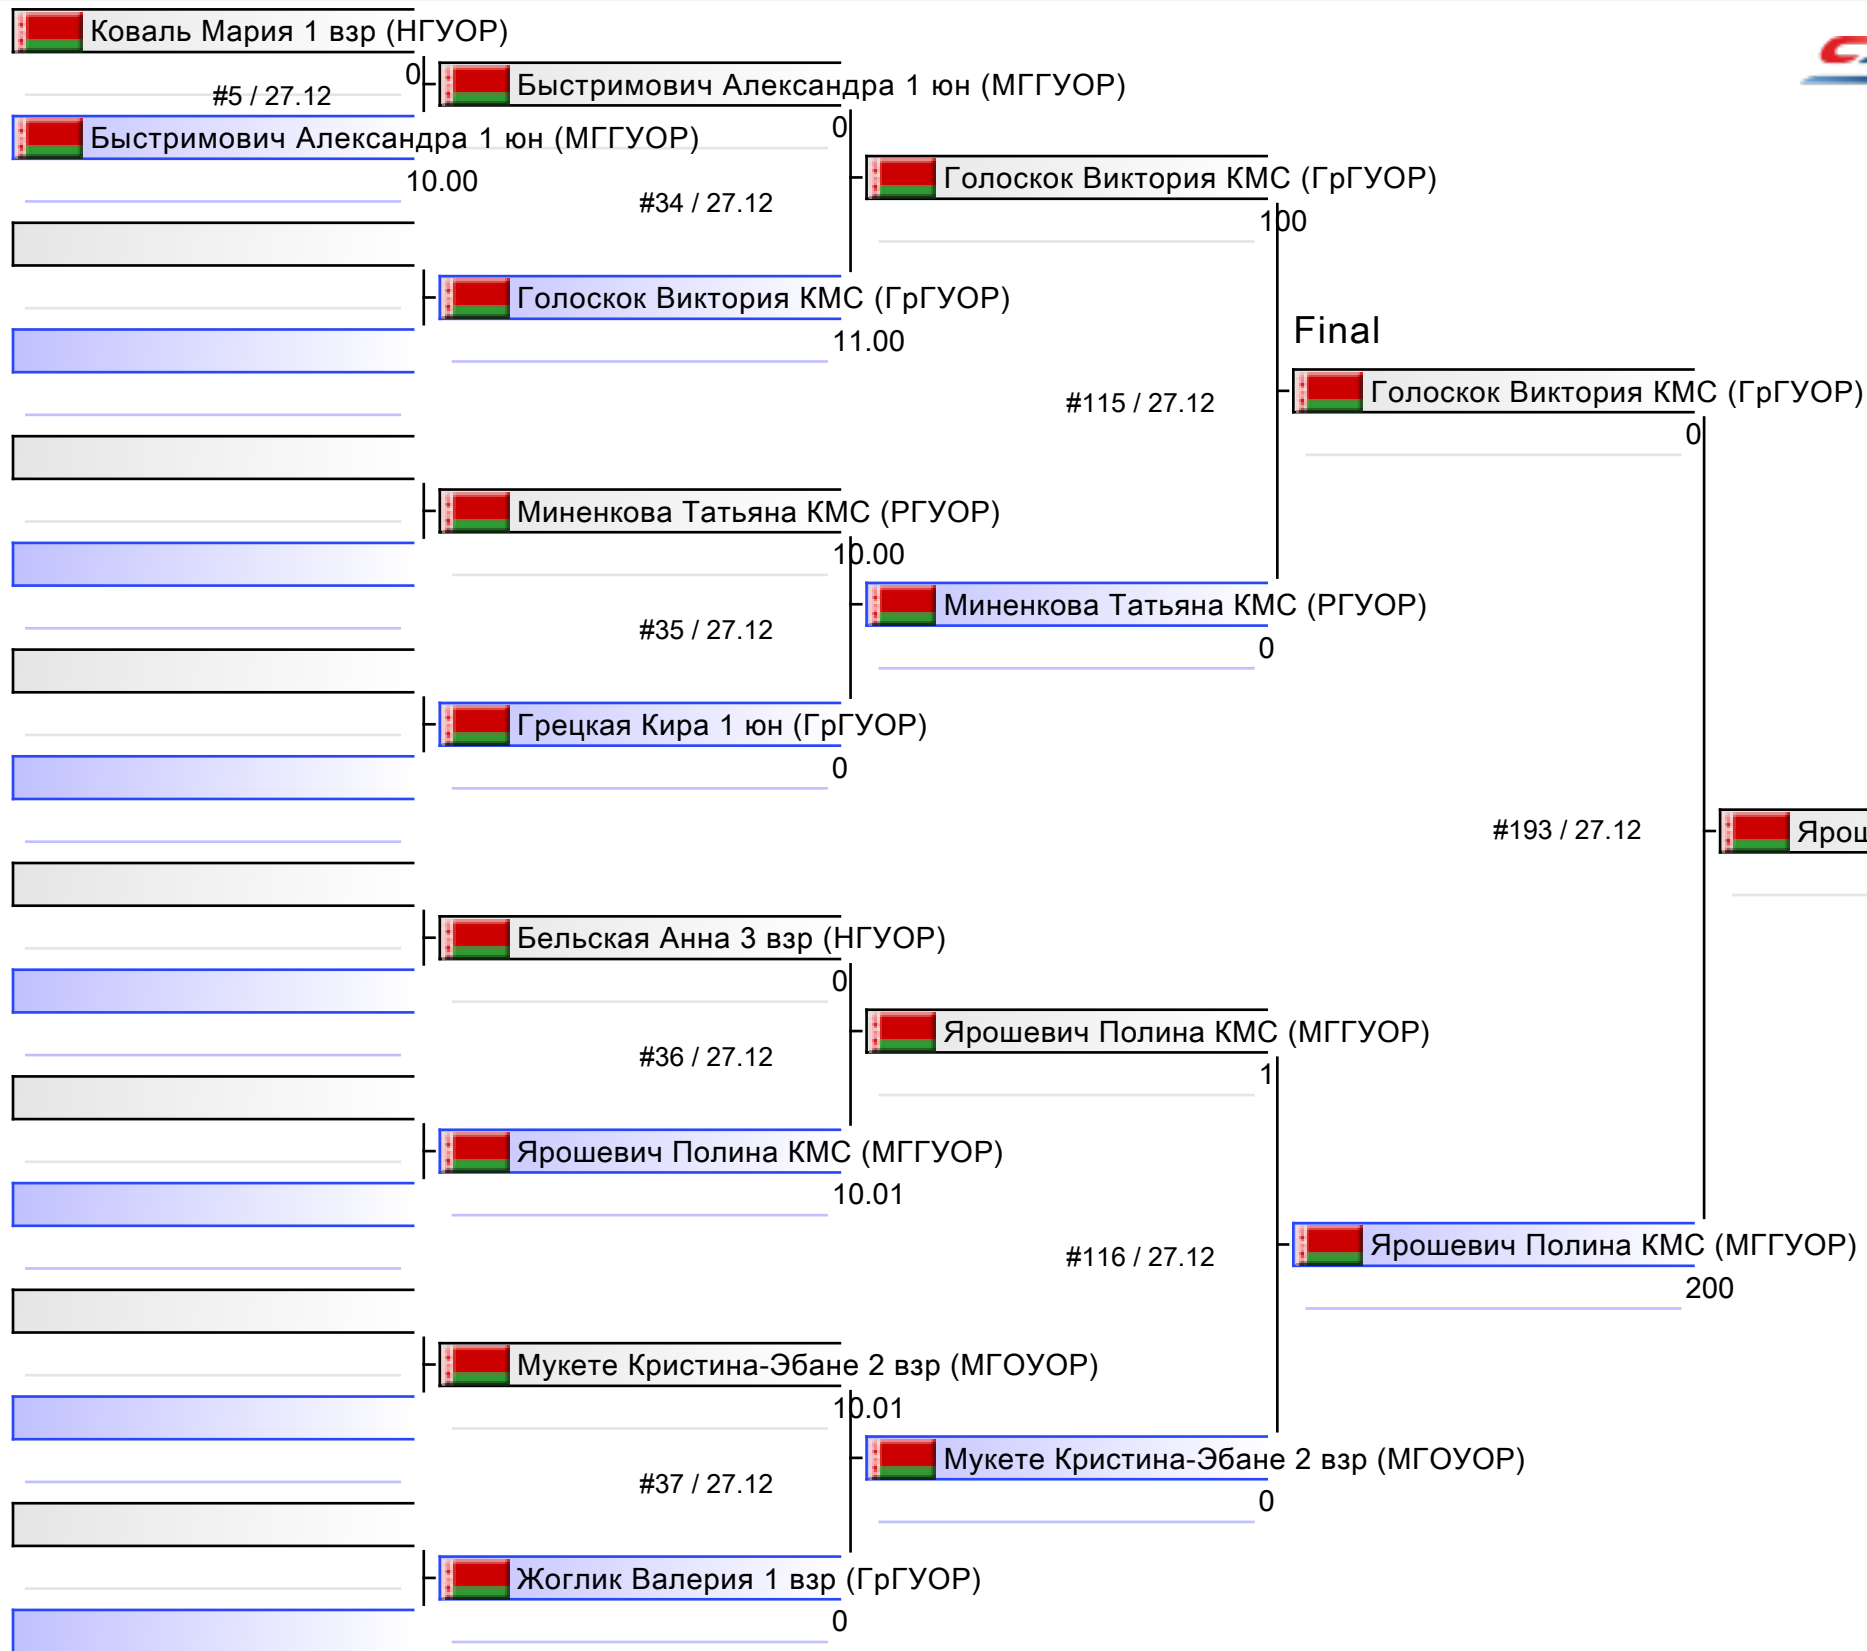 Коваль Мария 1 взр (НГУОР)
0
#5 / 27.12
Быстримович Александра 1 юн (МГГУОР)
10.00
Быстримович Александра 1 юн (МГГУОР)
0
#34 / 27.12
Голоскок Виктория КМС (ГрГУОР)
11.00
Голоскок Виктория КМС (ГрГУОР)
100
#115 / 27.12
Миненкова Татьяна КМС (РГУОР)
10.00
#35 / 27.12
Грецкая Кира 1 юн (ГрГУОР)
0
Миненкова Татьяна КМС (РГУОР)
0
Final
Голоскок Виктория КМС (ГрГУОР)
0
#193 / 27.12
Бельская Анна 3 взр (НГУОР)
0
#36 / 27.12
Ярошевич Полина КМС (МГГУОР)
10.01
Ярошевич Полина КМС (МГГУОР)
1
#116 / 27.12
Мукете Кристина-Эбане 2 взр (МГОУОР)
10.01
#37 / 27.12
Жоглик Валерия 1 взр (ГрГУОР)
0
Мукете Кристина-Эбане 2 взр (МГОУОР)
0
Ярошевич Полина КМС (МГГУОР)
200